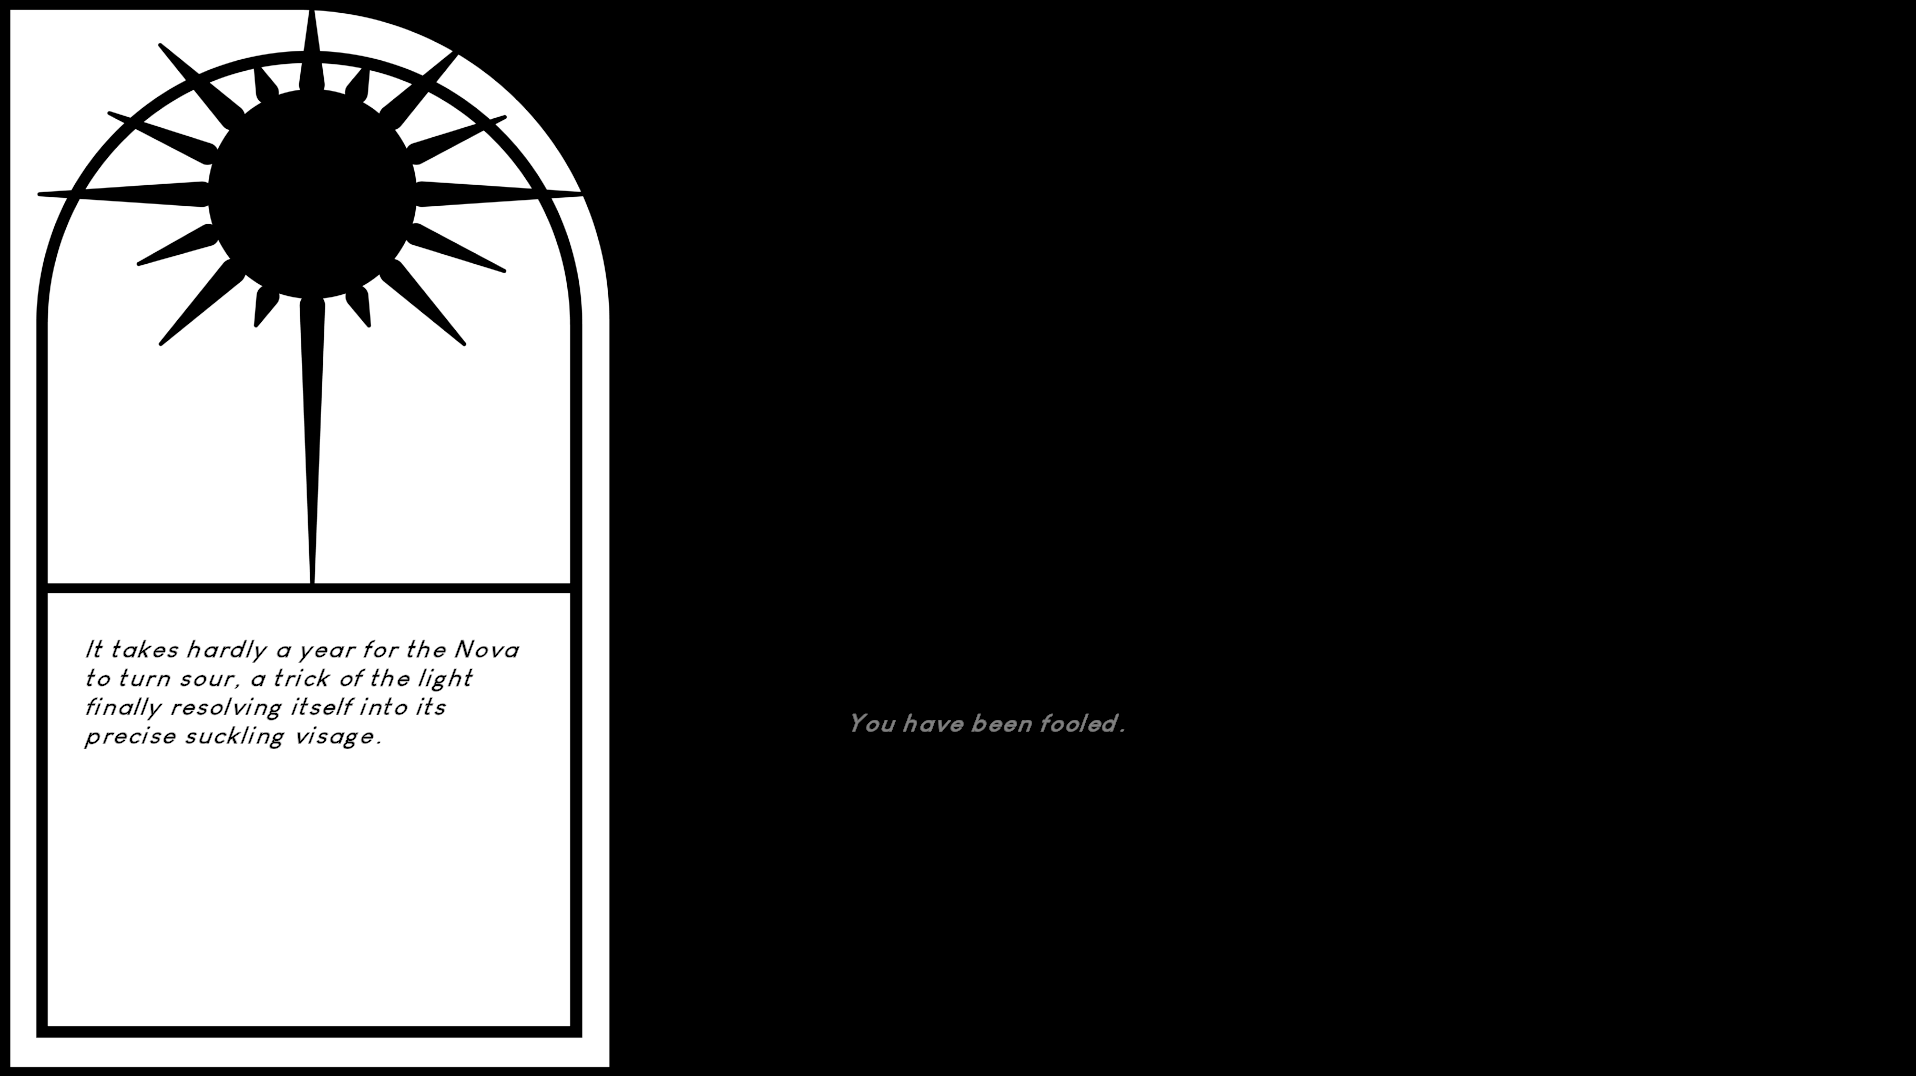 It takes hardly a year for the Nova
to turn sour, a trick of the light
finally resolving itself into its
precise suckling visage.
You have been fooled.